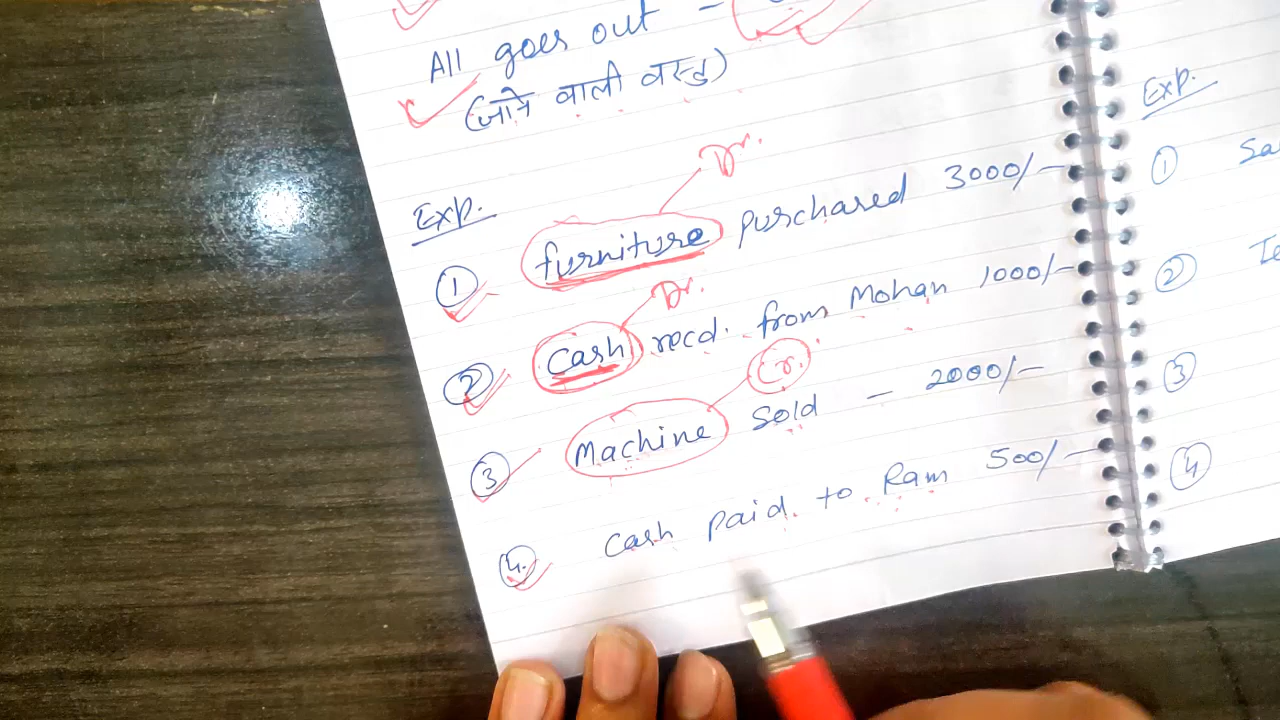 All goes out -
(जाने वाली वस्तु)
Exp.
Dr.
① furniture purchased 3000/-
Dr.
② Cash recd. from Mohan 1000/-
Cr.
③ Machine Sold - 2000/-
④. Cash paid to Ram 500/-
Exp.
①
②
③
④